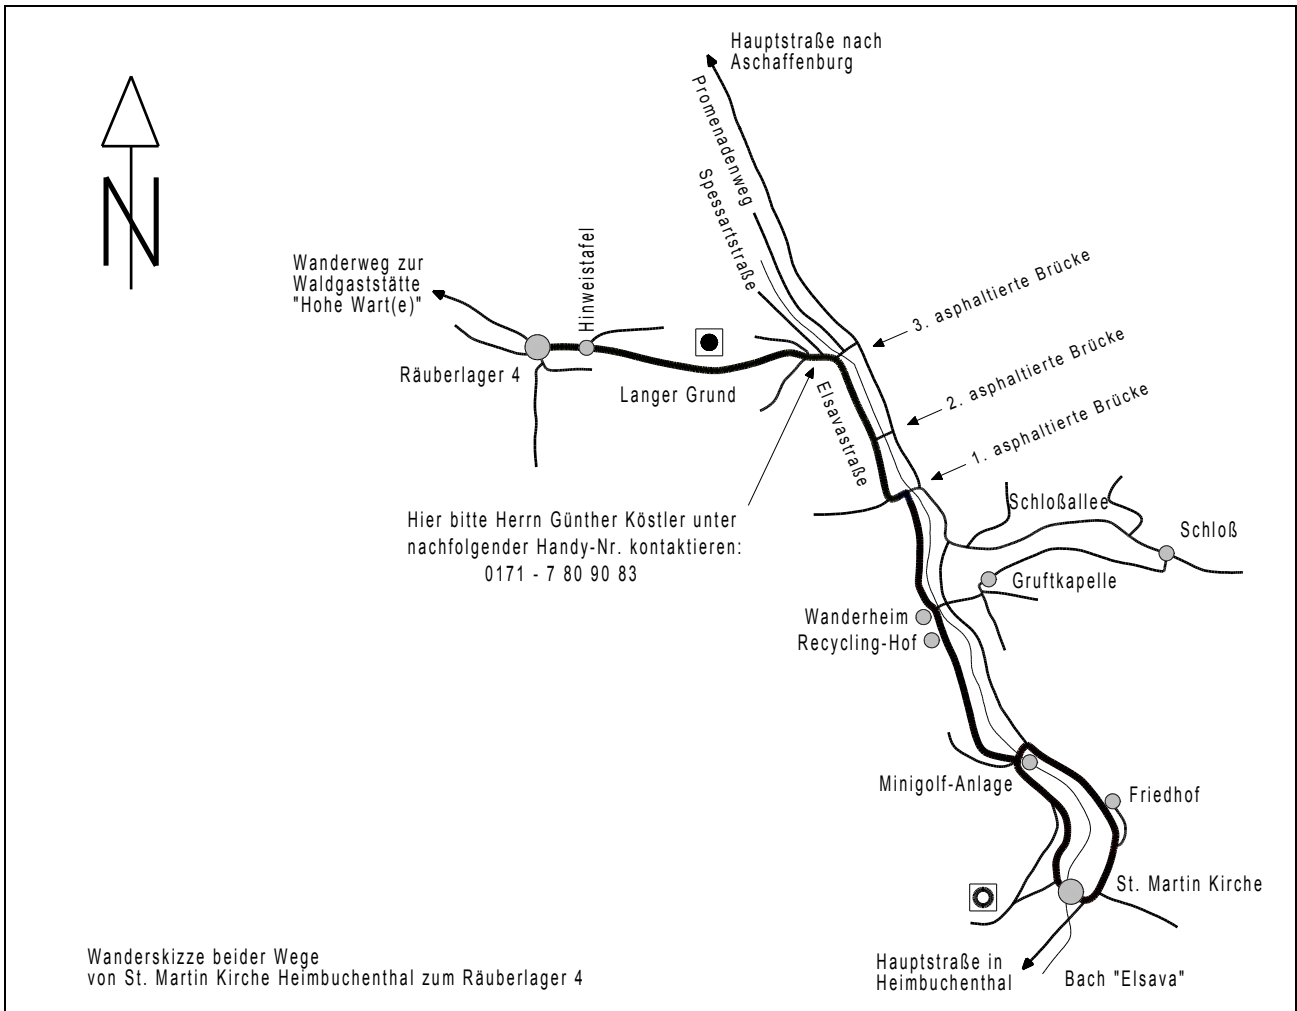 Hauptstraße nach
Aschaffenburg
Promenadenweg
Spessartstraße
N
Wanderweg zur
Waldgaststätte
"Hohe Wart(e)"
Hinweistafel
3. asphaltierte Brücke
2. asphaltierte Brücke
1. asphaltierte Brücke
Räuberlager 4
Langer Grund
Elsavastraße
Hier bitte Herrn Günther Köstler unter
nachfolgender Handy-Nr. kontaktieren:
0171 - 7 80 90 83
Schloßallee
Schloß
Gruftkapelle
Wanderheim
Recycling-Hof
Minigolf-Anlage
Friedhof
St. Martin Kirche
Wanderskizze beider Wege
von St. Martin Kirche Heimbuchenthal zum Räuberlager 4
Hauptstraße in
Heimbuchenthal
Bach "Elsava"